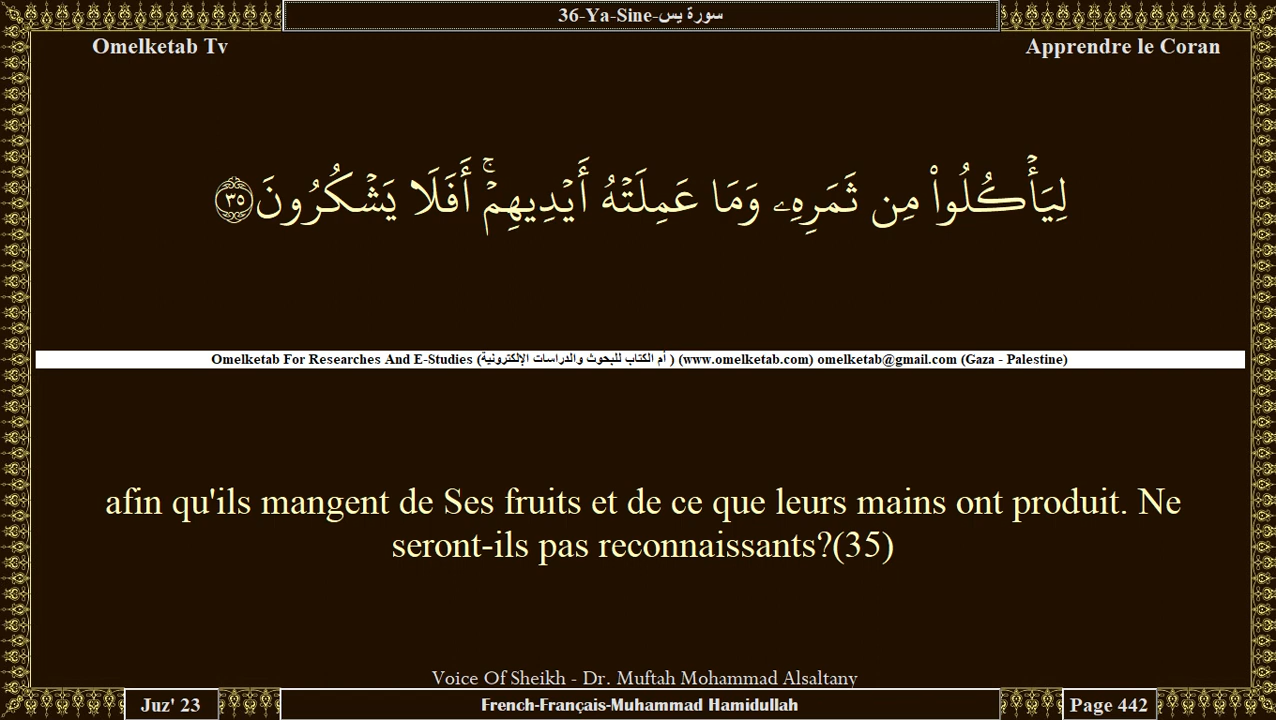 36-Ya-Sine-سورة يس
Omelketab Tv
Apprendre le Coran
لِيَأۡكُلُواْ مِن ثَمَرِهِۦ وَمَا عَمِلَتۡهُ أَيۡدِيهِمۡۚ أَفَلَا يَشۡكُرُونَ ٣٥
Omelketab For Researches And E-Studies (أم الكتاب للبحوث والدراسات الإلكترونية ) (www.omelketab.com) omelketab@gmail.com (Gaza - Palestine)
afin qu'ils mangent de Ses fruits et de ce que leurs mains ont produit. Ne
seront-ils pas reconnaissants?(35)
Voice Of Sheikh - Dr. Muftah Mohammad Alsaltany
Juz' 23
French-Français-Muhammad Hamidullah
Page 442